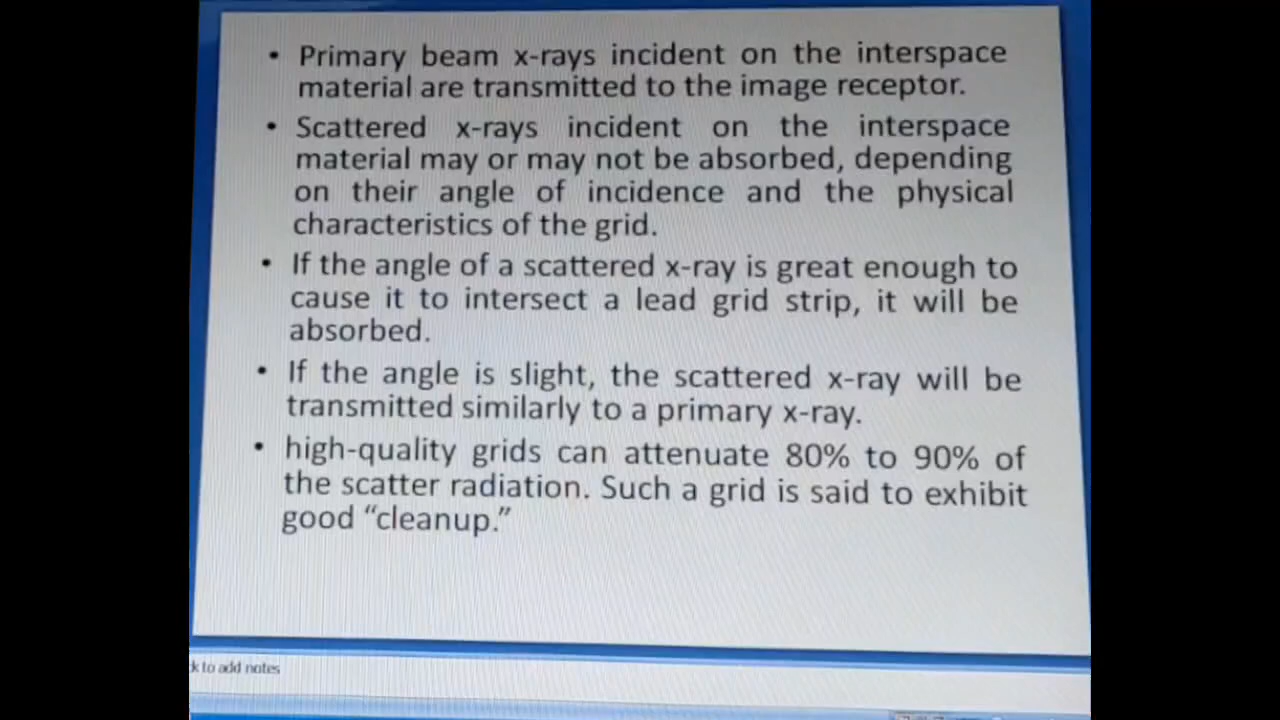 • Primary beam x-rays incident on the interspace
material are transmitted to the image receptor.
• Scattered x-rays incident on the interspace
material may or may not be absorbed, depending
on their angle of incidence and the physical
characteristics of the grid.
• If the angle of a scattered x-ray is great enough to
cause it to intersect a lead grid strip, it will be
absorbed.
• If the angle is slight, the scattered x-ray will be
transmitted similarly to a primary x-ray.
• high-quality grids can attenuate 80% to 90% of
the scatter radiation. Such a grid is said to exhibit
good “cleanup.”
k to add notes